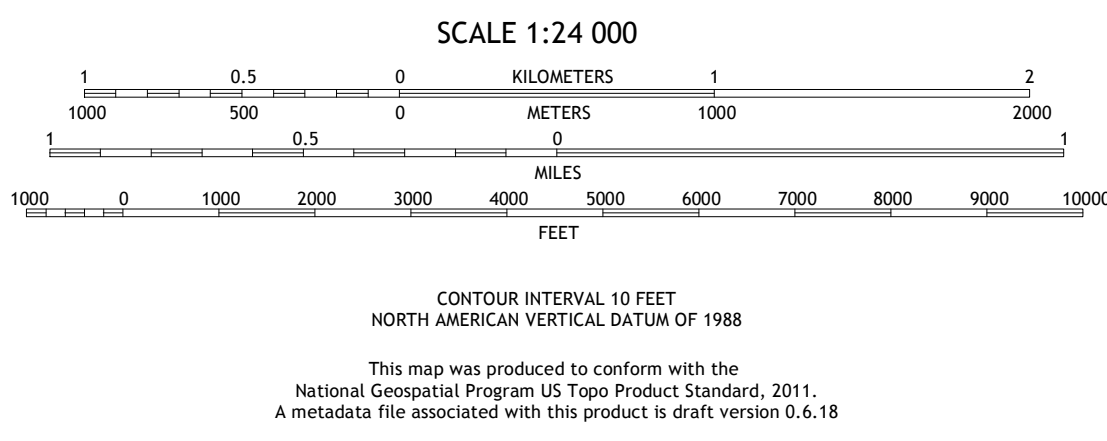 SCALE 1:24 000
1 0.5 0 KILOMETERS 1 2
1000 500 0 METERS 1000 2000
1 0.5 0 1
MILES
1000 0 1000 2000 3000 4000 5000 6000 7000 8000 9000 10000
FEET
CONTOUR INTERVAL 10 FEET
NORTH AMERICAN VERTICAL DATUM OF 1988
This map was produced to conform with the
National Geospatial Program US Topo Product Standard, 2011.
A metadata file associated with this product is draft version 0.6.18